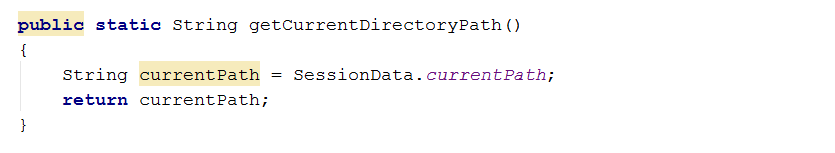 public static String getCurrentDirectoryPath()
{
    String currentPath = SessionData.currentPath;
    return currentPath;
}